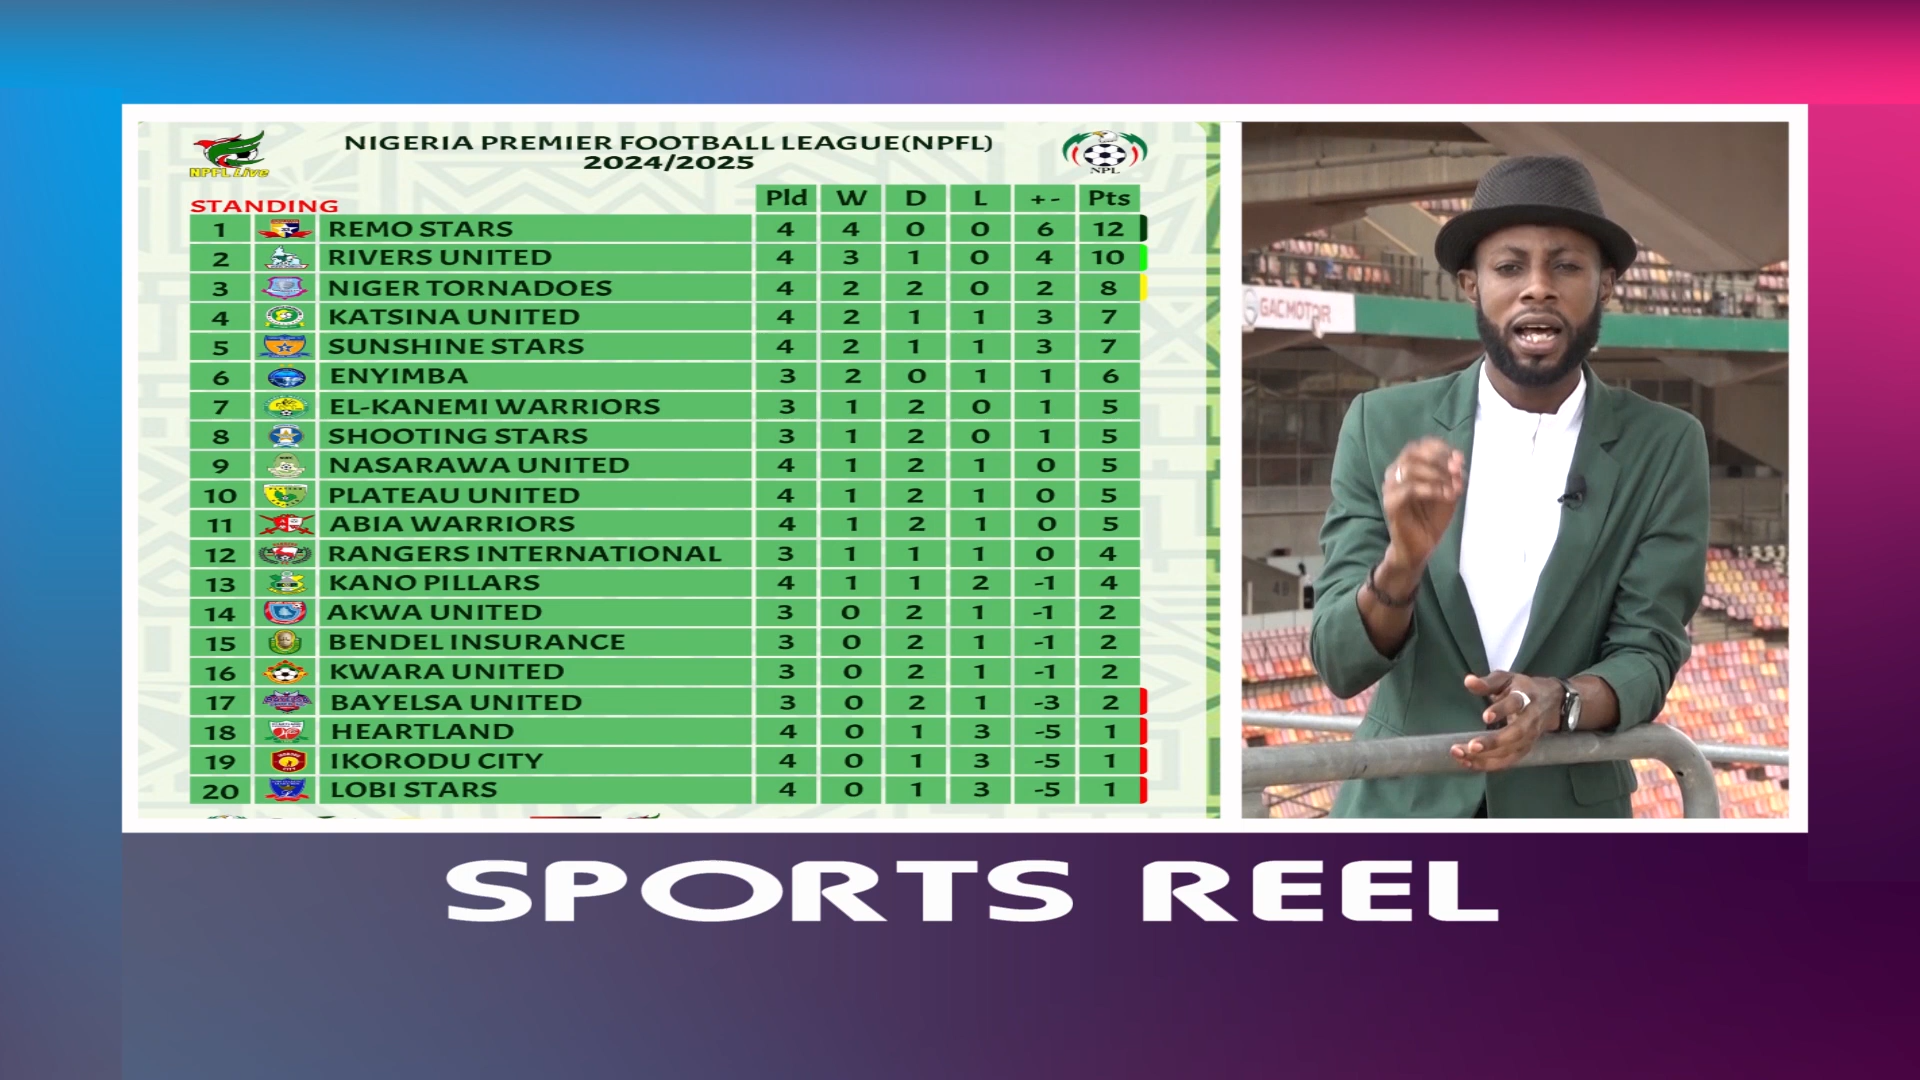 NPFL Live
NIGERIA PREMIER FOOTBALL LEAGUE(NPFL)
2024/2025
NPL
STANDING
Pld W D L +- Pts
1 REMO STARS 4 4 0 0 6 12
2 RIVERS UNITED 4 3 1 0 4 10
3 NIGER TORNADOES 4 2 2 0 2 8
4 KATSINA UNITED 4 2 1 1 3 7
5 SUNSHINE STARS 4 2 1 1 3 7
6 ENYIMBA 3 2 0 1 1 6
7 EL-KANEMI WARRIORS 3 1 2 0 1 5
8 SHOOTING STARS 3 1 2 0 1 5
9 NASARAWA UNITED 4 1 2 1 0 5
10 PLATEAU UNITED 4 1 2 1 0 5
11 ABIA WARRIORS 4 1 2 1 0 5
12 RANGERS INTERNATIONAL 3 1 1 1 0 4
13 KANO PILLARS 4 1 1 2 -1 4
14 AKWA UNITED 3 0 2 1 -1 2
15 BENDEL INSURANCE 3 0 2 1 -1 2
16 KWARA UNITED 3 0 2 1 -1 2
17 BAYELSA UNITED 3 0 2 1 -3 2
18 HEARTLAND 4 0 1 3 -5 1
19 IKORODU CITY 4 0 1 3 -5 1
20 LOBI STARS 4 0 1 3 -5 1
GACMOTOR
SPORTS REEL